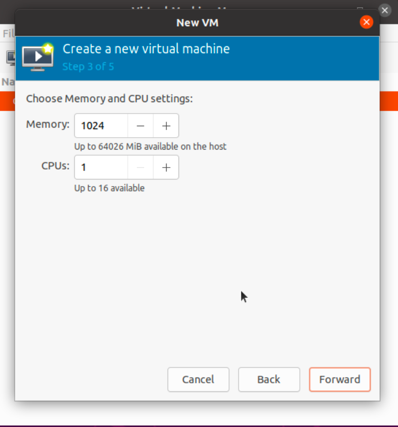 New VM
Create a new virtual machine
Step 3 of 5
Choose Memory and CPU settings:
Memory: 1024 − +
Up to 64026 MiB available on the host
CPUs: 1 − +
Up to 16 available
Cancel Back Forward